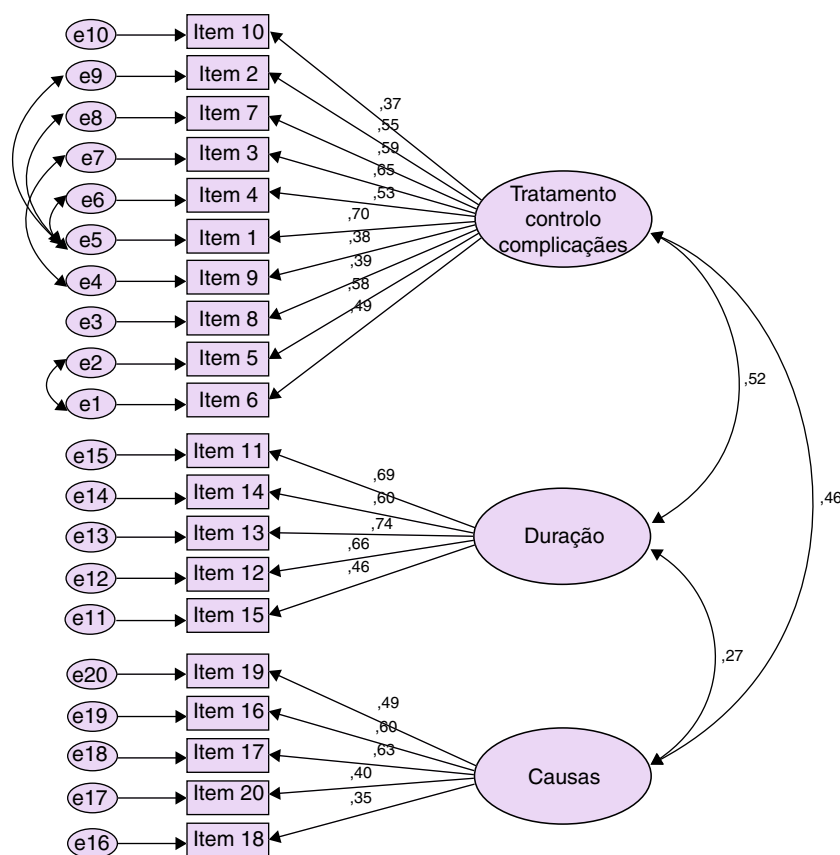 e10 Item 10
e9 Item 2
e8 Item 7
e7 Item 3
e6 Item 4
e5 Item 1
e4 Item 9
e3 Item 8
e2 Item 5
e1 Item 6
,37
,55
,59
,65
,53
,70
,38
,39
,58
,49
Tratamento
controlo
complicaçães
,52
,46
e15 Item 11
e14 Item 14
e13 Item 13
e12 Item 12
e11 Item 15
,69
,60
,74
,66
,46
Duração
,27
e20 Item 19
e19 Item 16
e18 Item 17
e17 Item 20
e16 Item 18
,49
,60
,63
,40
,35
Causas